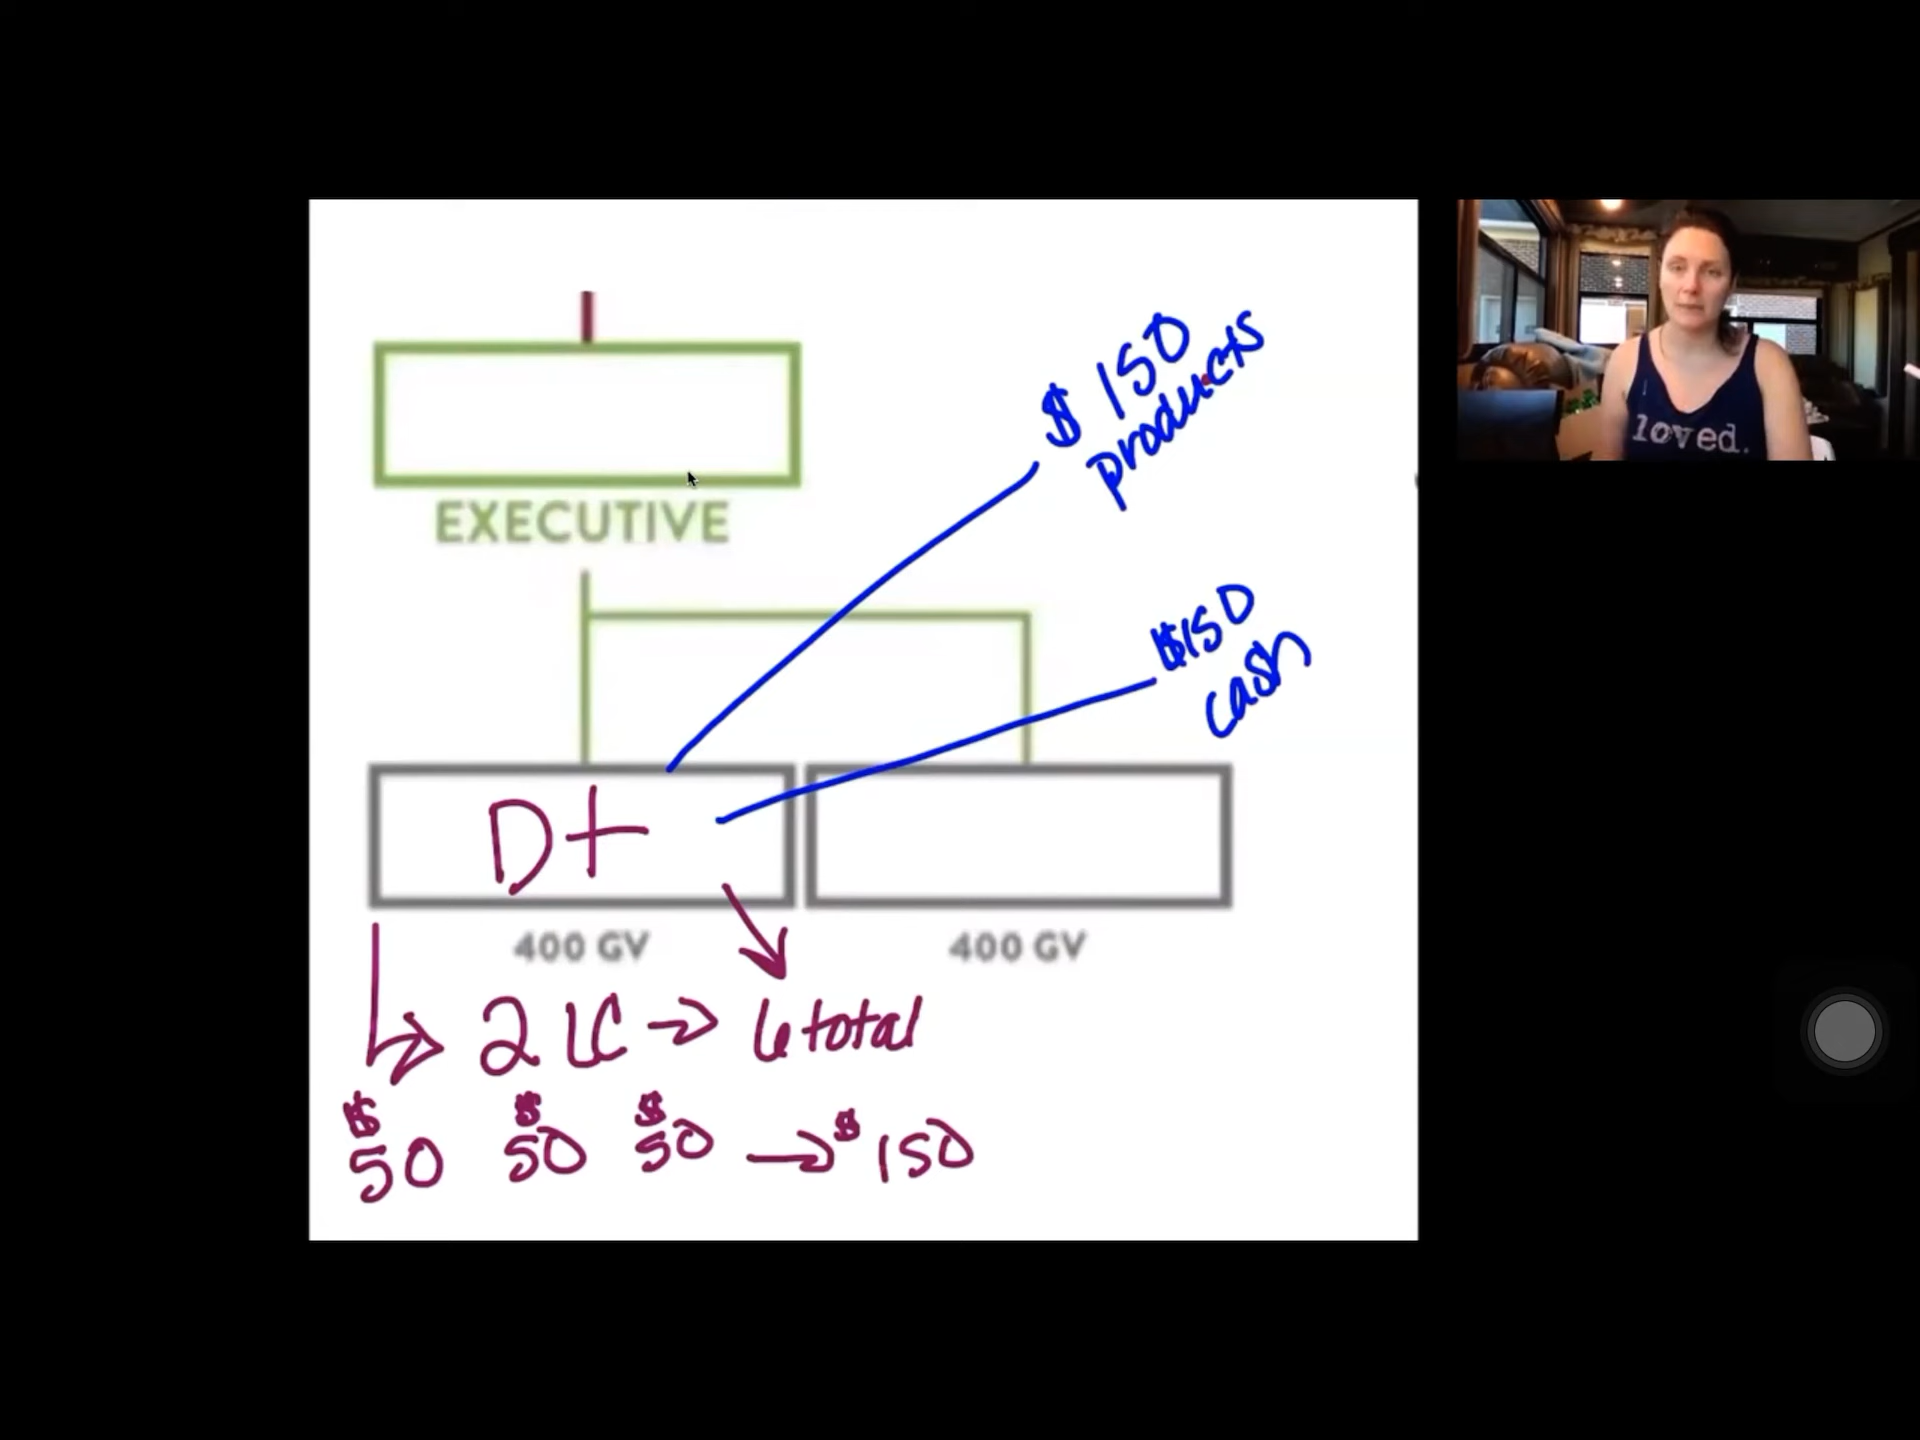 $ 150
products
EXECUTIVE
$150
cash
D+
400 GV
400 GV
2 LC → 6 total
$50 $50 $50 → $150
loved.